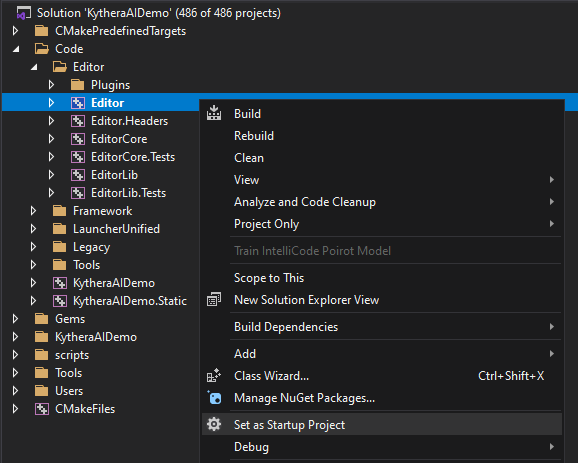 Solution 'KytheraAIDemo' (486 of 486 projects)
CMakePredefinedTargets
Code
Editor
Plugins
Editor
Editor.Headers
EditorCore
EditorCore.Tests
EditorLib
EditorLib.Tests
Framework
LauncherUnified
Legacy
Tools
KytheraAIDemo
KytheraAIDemo.Static
Gems
KytheraAIDemo
scripts
Tools
Users
CMakeFiles
Build
Rebuild
Clean
View
Analyze and Code Cleanup
Project Only
Train IntelliCode Poirot Model
Scope to This
New Solution Explorer View
Build Dependencies
Add
Class Wizard... Ctrl+Shift+X
Manage NuGet Packages...
Set as Startup Project
Debug